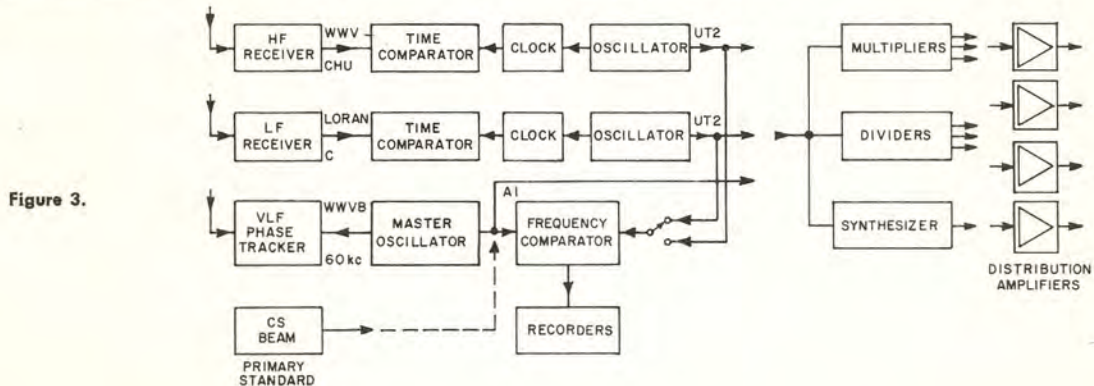 Figure 3.
HF
RECEIVER
WWV
CHU
TIME
COMPARATOR
CLOCK
OSCILLATOR
UT2
LF
RECEIVER
LORAN
C
TIME
COMPARATOR
CLOCK
OSCILLATOR
UT2
VLF
PHASE
TRACKER
WWVB
60kc
MASTER
OSCILLATOR
A1
FREQUENCY
COMPARATOR
RECORDERS
CS
BEAM
PRIMARY
STANDARD
MULTIPLIERS
DIVIDERS
SYNTHESIZER
DISTRIBUTION
AMPLIFIERS